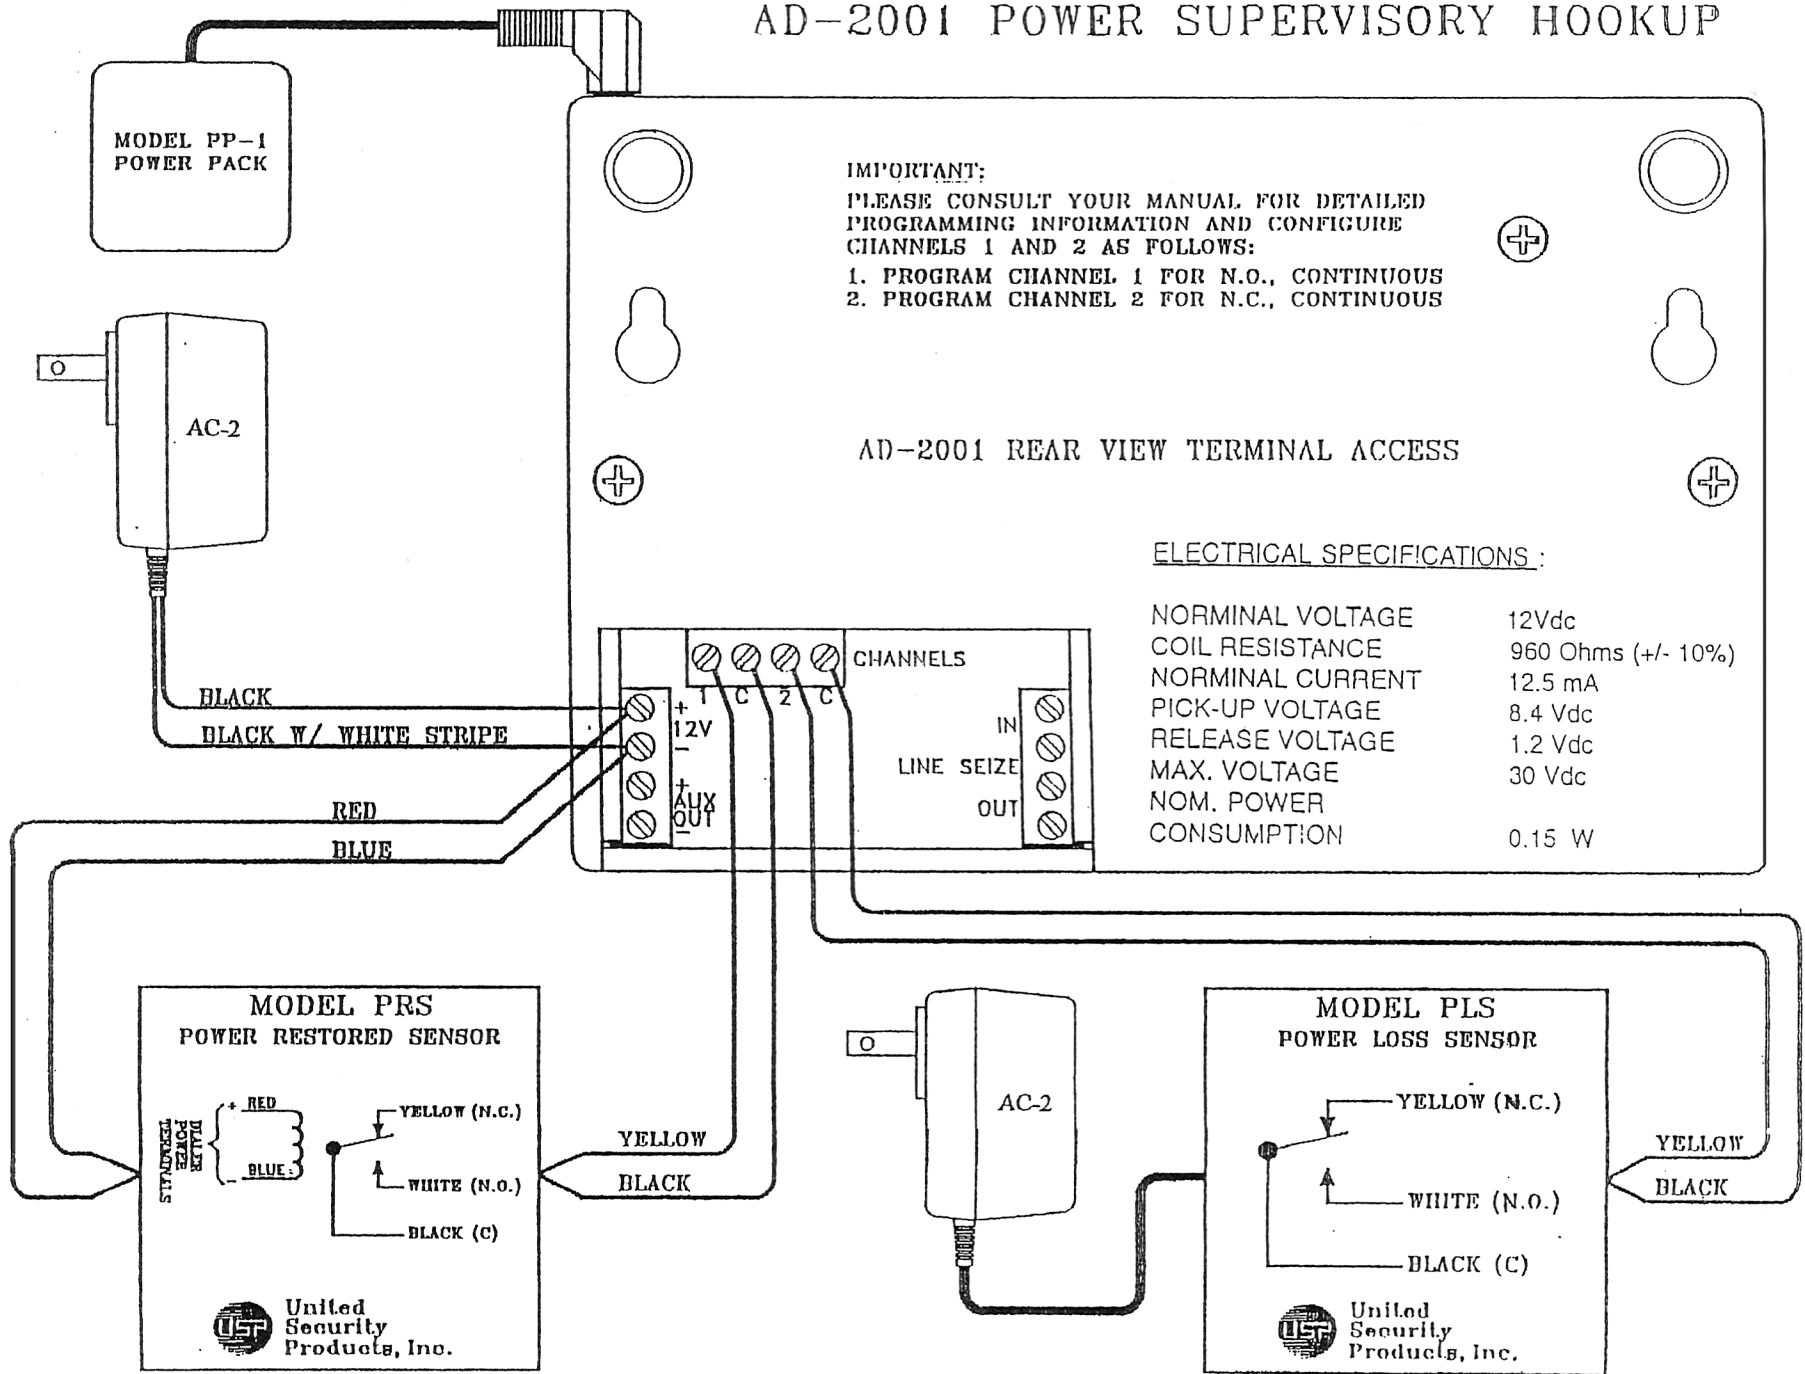 AD-2001 POWER SUPERVISORY HOOKUP
MODEL PP-1
POWER PACK
IMPORTANT:
PLEASE CONSULT YOUR MANUAL FOR DETAILED
PROGRAMMING INFORMATION AND CONFIGURE
CHANNELS 1 AND 2 AS FOLLOWS:
1. PROGRAM CHANNEL 1 FOR N.O., CONTINUOUS
2. PROGRAM CHANNEL 2 FOR N.C., CONTINUOUS
AC-2
AD-2001 REAR VIEW TERMINAL ACCESS
ELECTRICAL SPECIFICATIONS :
NORMINAL VOLTAGE 12Vdc
COIL RESISTANCE 960 Ohms (+/- 10%)
NORMINAL CURRENT 12.5 mA
PICK-UP VOLTAGE 8.4 Vdc
RELEASE VOLTAGE 1.2 Vdc
MAX. VOLTAGE 30 Vdc
NOM. POWER
CONSUMPTION 0.15 W
CHANNELS
1 C 2 C
BLACK
BLACK W/ WHITE STRIPE
+
12V
-
+
AUX
OUT
-
IN
LINE SEIZE
OUT
RED
BLUE
MODEL PRS
POWER RESTORED SENSOR
DIALER
POWER
TERMINALS
+ RED
- BLUE
YELLOW (N.C.)
WHITE (N.O.)
BLACK (C)
USP
United
Security
Products, Inc.
YELLOW
BLACK
AC-2
MODEL PLS
POWER LOSS SENSOR
YELLOW (N.C.)
WHITE (N.O.)
BLACK (C)
USP
United
Security
Products, Inc.
YELLOW
BLACK